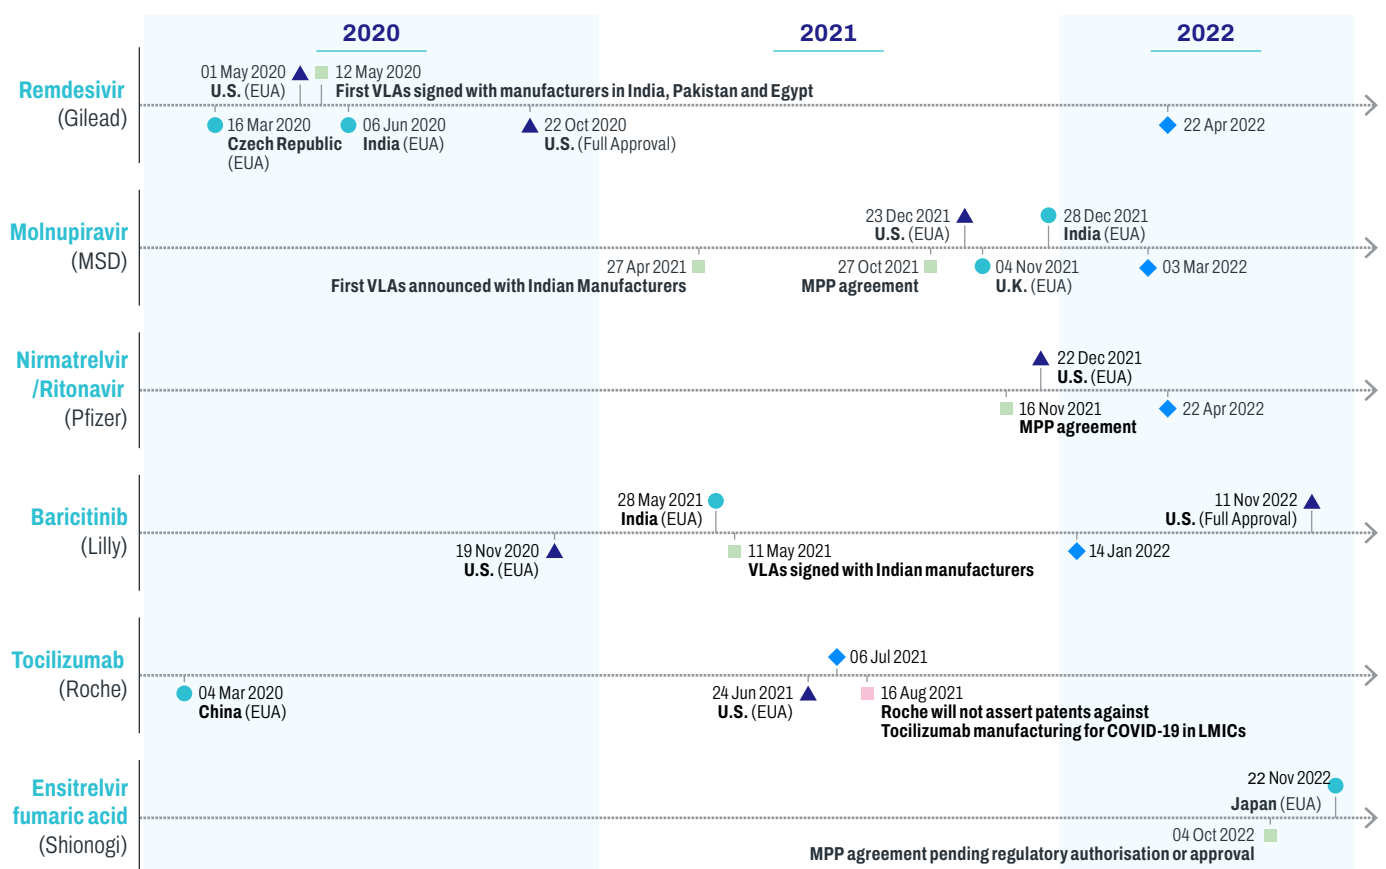 2020
2021
2022
Remdesivir
(Gilead)
01 May 2020
U.S. (EUA)
12 May 2020
First VLAs signed with manufacturers in India, Pakistan and Egypt
16 Mar 2020
Czech Republic
(EUA)
06 Jun 2020
India (EUA)
22 Oct 2020
U.S. (Full Approval)
22 Apr 2022
Molnupiravir
(MSD)
23 Dec 2021
U.S. (EUA)
28 Dec 2021
India (EUA)
27 Apr 2021
First VLAs announced with Indian Manufacturers
27 Oct 2021
MPP agreement
04 Nov 2021
U.K. (EUA)
03 Mar 2022
Nirmatrelvir
/Ritonavir
(Pfizer)
22 Dec 2021
U.S. (EUA)
16 Nov 2021
MPP agreement
22 Apr 2022
Baricitinib
(Lilly)
28 May 2021
India (EUA)
11 Nov 2022
U.S. (Full Approval)
19 Nov 2020
U.S. (EUA)
11 May 2021
VLAs signed with Indian manufacturers
14 Jan 2022
Tocilizumab
(Roche)
06 Jul 2021
04 Mar 2020
China (EUA)
24 Jun 2021
U.S. (EUA)
16 Aug 2021
Roche will not assert patents against
Tocilizumab manufacturing for COVID-19 in LMICs
Ensitrelvir
fumaric acid
(Shionogi)
22 Nov 2022
Japan (EUA)
04 Oct 2022
MPP agreement pending regulatory authorisation or approval